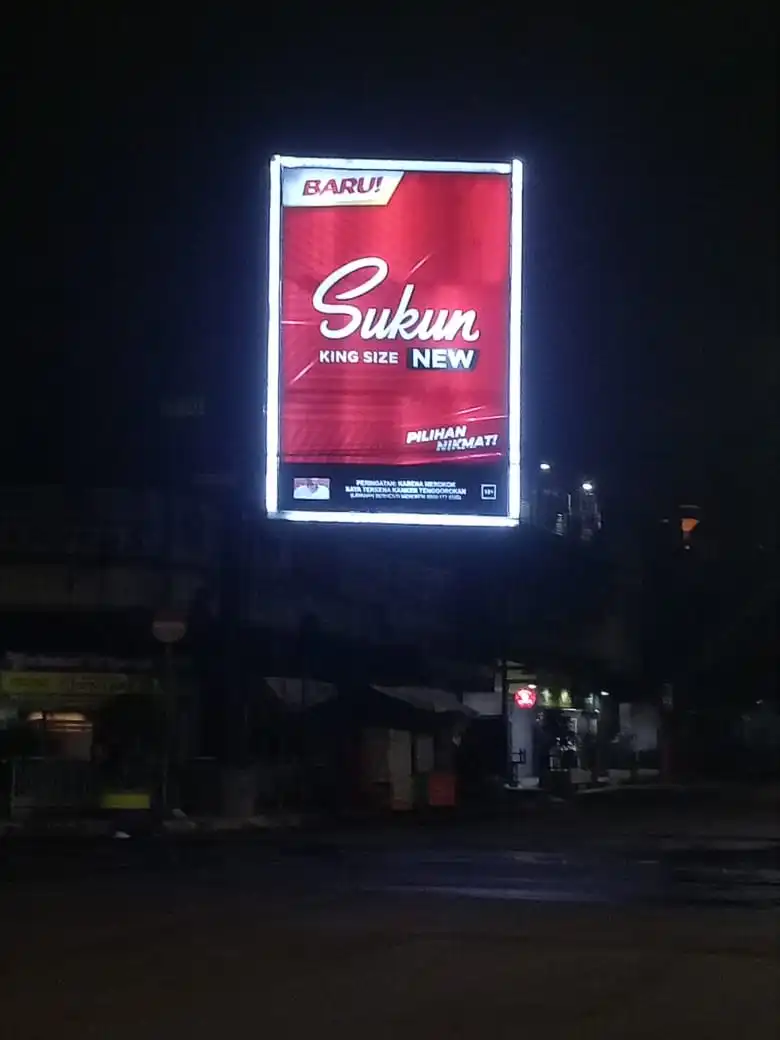 BARU!
Sukun
KING SIZE NEW
PILIHAN
NIKMAT!
PERINGATAN: KARENA MEROKOK
SAYA TERKENA KANKER TENGGOROKAN
18+